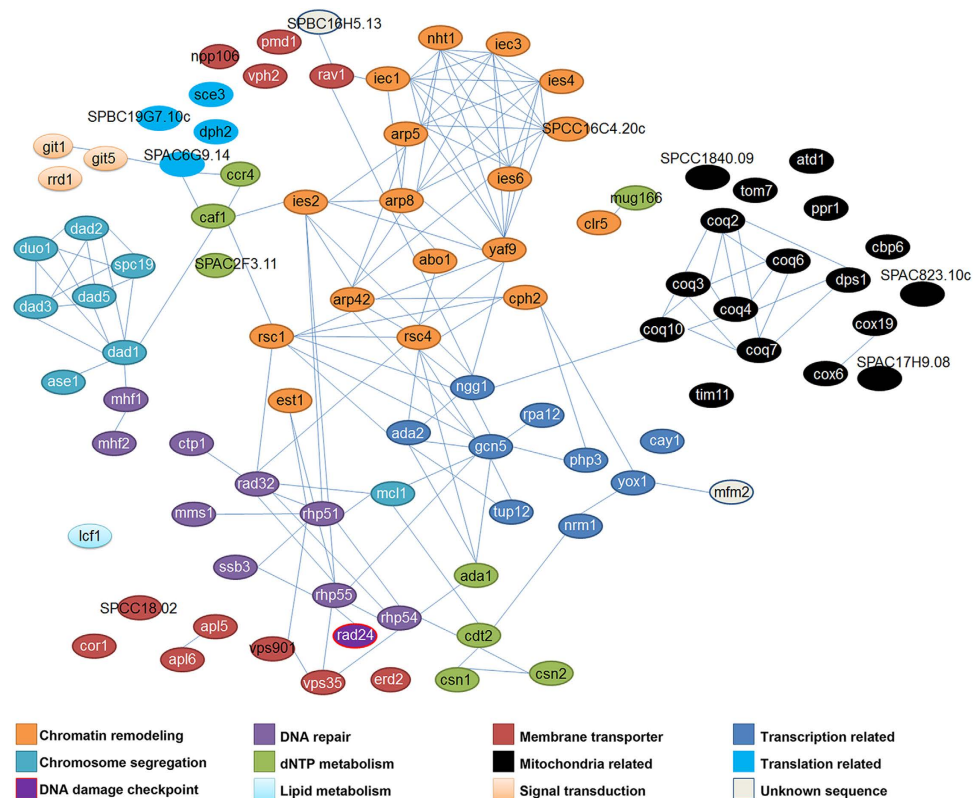 SPBC16H5.13
pmd1
nht1
iec3
npp106
vph2
rav1
iec1
ies4
sce3
SPBC19G7.10c
dph2
arp5
SPCC16C4.20c
git1
git5
SPAC6G9.14
rrd1
ccr4
ies2
arp8
ies6
mug166
clr5
SPCC1840.09
atd1
tom7
ppr1
coq2
cbp6
caf1
dad2
duo1
spc19
SPAC2F3.11
abo1
yaf9
coq6
SPAC823.10c
dps1
coq3
dad3
dad5
arp42
cph2
coq4
cox19
coq10
rsc1
rsc4
dad1
coq7
SPAC17H9.08
cox6
ase1
mhf1
ngg1
tim11
est1
rpa12
mhf2
ctp1
ada2
gcn5
cay1
php3
rad32
mcl1
yox1
mfm2
mms1
rhp51
tup12
nrm1
lcf1
ssb3
ada1
rhp55
SPCC18.02
rhp54
apl5
rad24
cdt2
cor1
apl6
vps901
vps35
erd2
csn1
csn2
Chromatin remodeling
DNA repair
Membrane transporter
Transcription related
Chromosome segregation
dNTP metabolism
Mitochondria related
Translation related
DNA damage checkpoint
Lipid metabolism
Signal transduction
Unknown sequence